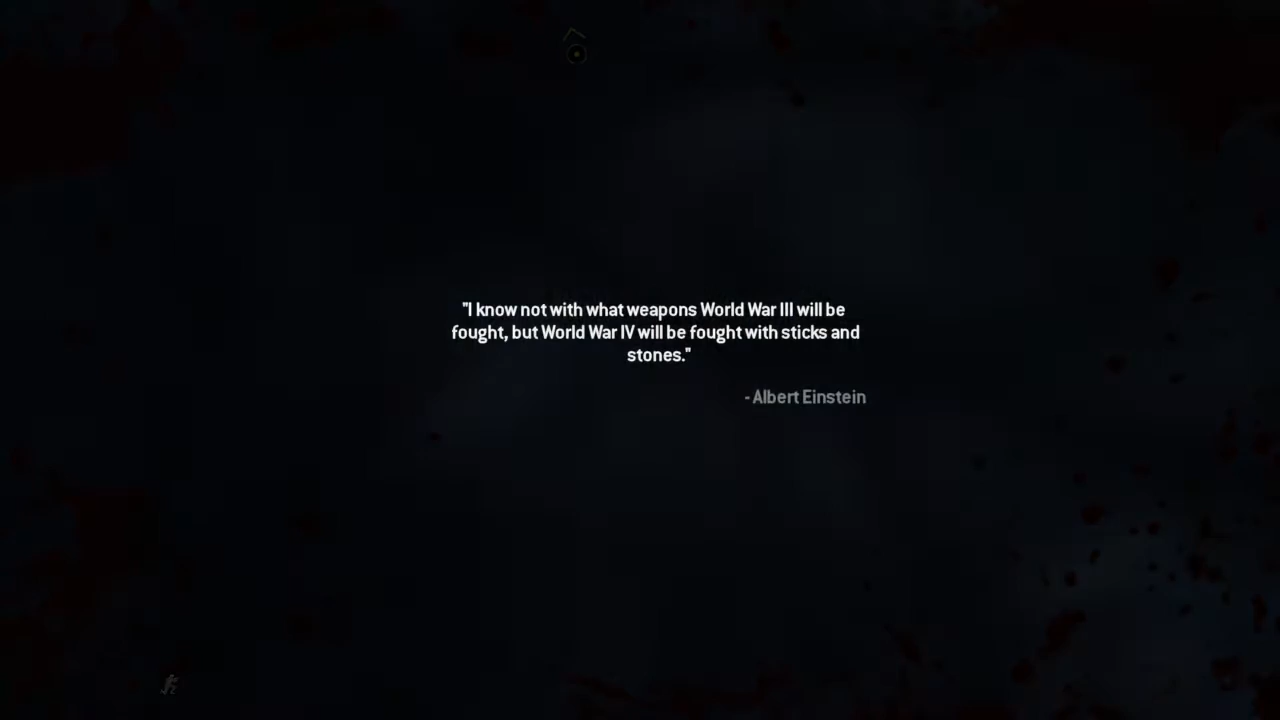 "I know not with what weapons World War III will be
fought, but World War IV will be fought with sticks and
stones."
- Albert Einstein